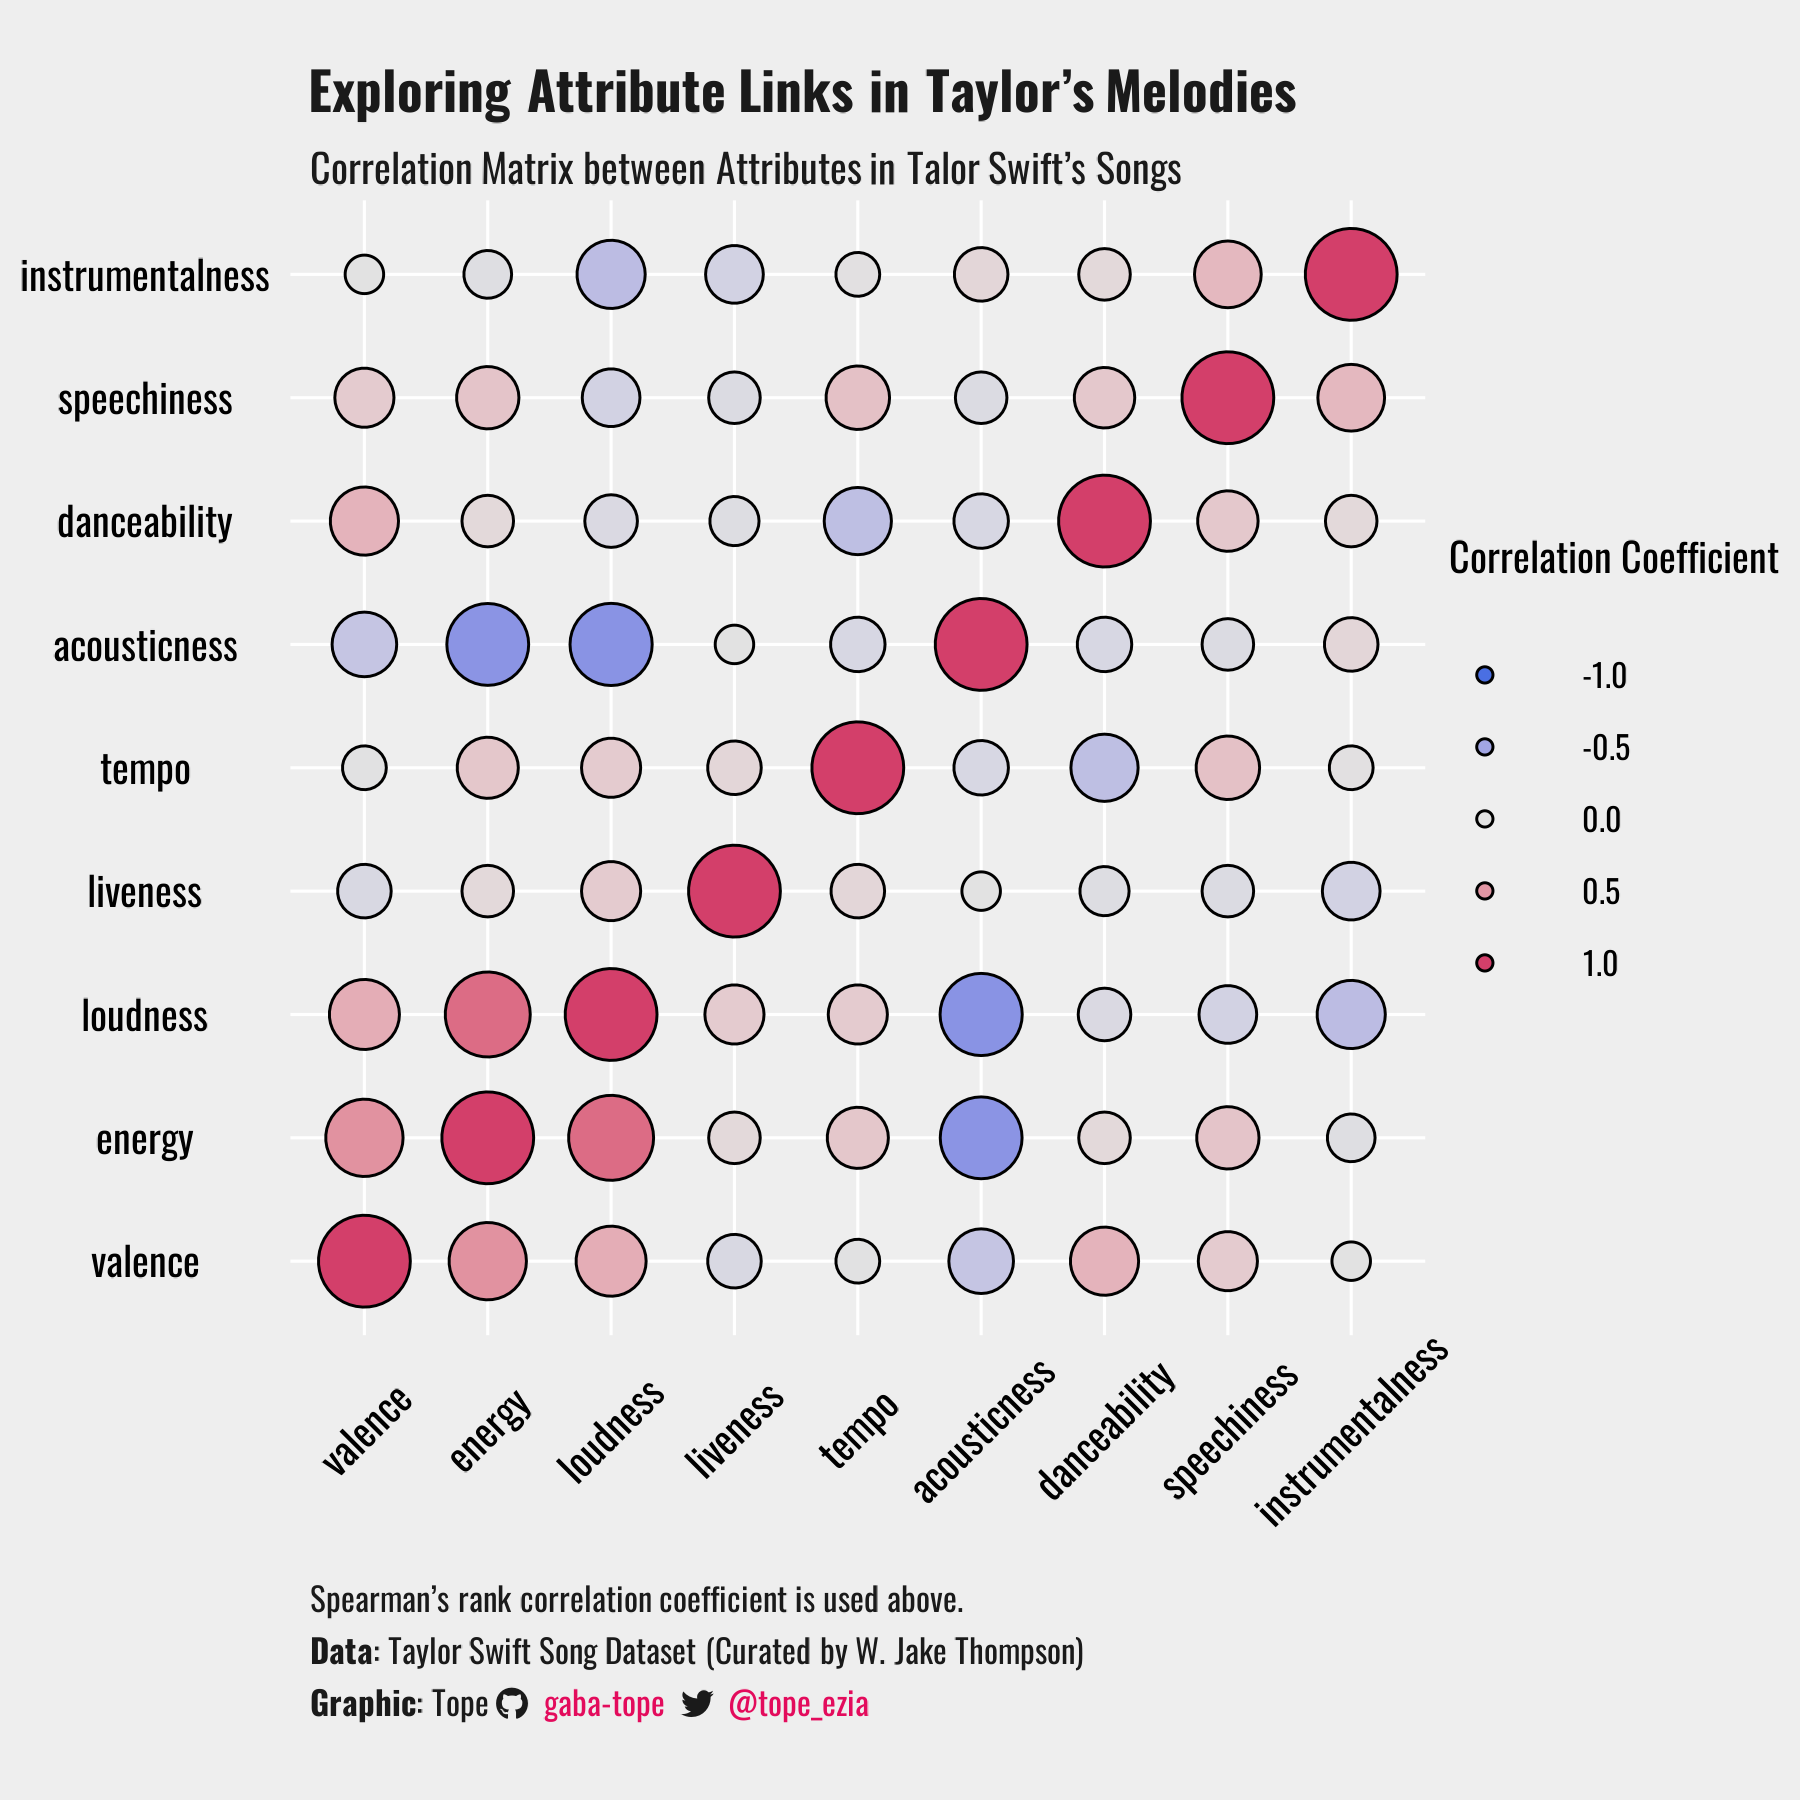 Exploring Attribute Links in Taylor’s Melodies
Correlation Matrix between Attributes in Talor Swift’s Songs
instrumentalness
speechiness
danceability
acousticness
tempo
liveness
loudness
energy
valence
Correlation Coefficient
-1.0
-0.5
0.0
0.5
1.0
valence
energy
loudness
liveness
tempo
acousticness
danceability
speechiness
instrumentalness
Spearman’s rank correlation coefficient is used above.
Data: Taylor Swift Song Dataset (Curated by W. Jake Thompson)
Graphic: Tope gaba-tope @tope_ezia